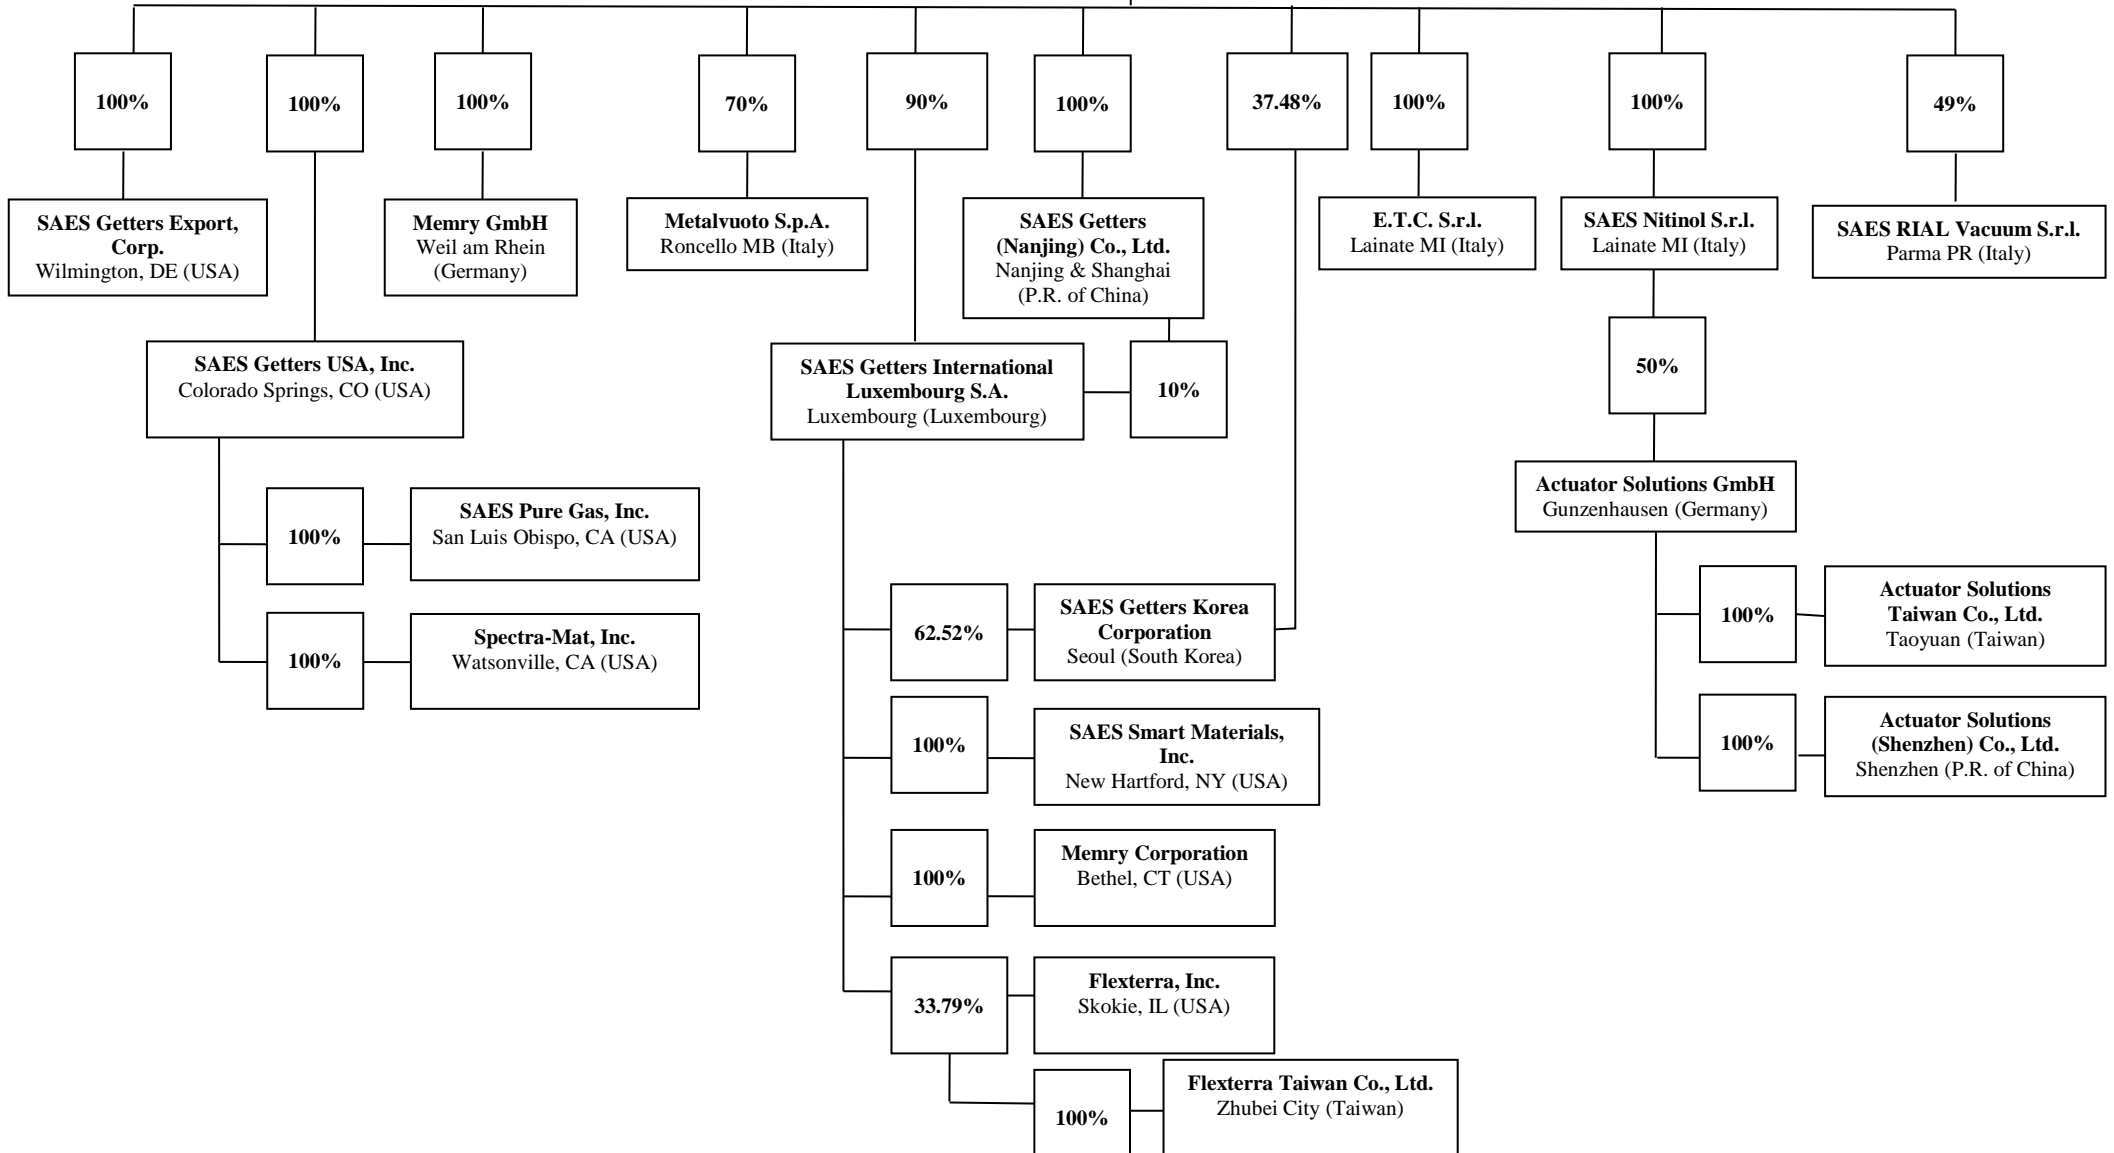 100%
100%
100%
70%
90%
100%
37.48%
100%
100%
49%
SAES Getters Export,
Corp.
Wilmington, DE (USA)
Memry GmbH
Weil am Rhein
(Germany)
Metalvuoto S.p.A.
Roncello MB (Italy)
SAES Getters
(Nanjing) Co., Ltd.
Nanjing & Shanghai
(P.R. of China)
E.T.C. S.r.l.
Lainate MI (Italy)
SAES Nitinol S.r.l.
Lainate MI (Italy)
SAES RIAL Vacuum S.r.l.
Parma PR (Italy)
SAES Getters USA, Inc.
Colorado Springs, CO (USA)
SAES Getters International
Luxembourg S.A.
Luxembourg (Luxembourg)
10%
50%
Actuator Solutions GmbH
Gunzenhausen (Germany)
100%
SAES Pure Gas, Inc.
San Luis Obispo, CA (USA)
100%
Spectra-Mat, Inc.
Watsonville, CA (USA)
62.52%
SAES Getters Korea
Corporation
Seoul (South Korea)
100%
Actuator Solutions
Taiwan Co., Ltd.
Taoyuan (Taiwan)
100%
SAES Smart Materials,
Inc.
New Hartford, NY (USA)
100%
Actuator Solutions
(Shenzhen) Co., Ltd.
Shenzhen (P.R. of China)
100%
Memry Corporation
Bethel, CT (USA)
33.79%
Flexterra, Inc.
Skokie, IL (USA)
100%
Flexterra Taiwan Co., Ltd.
Zhubei City (Taiwan)